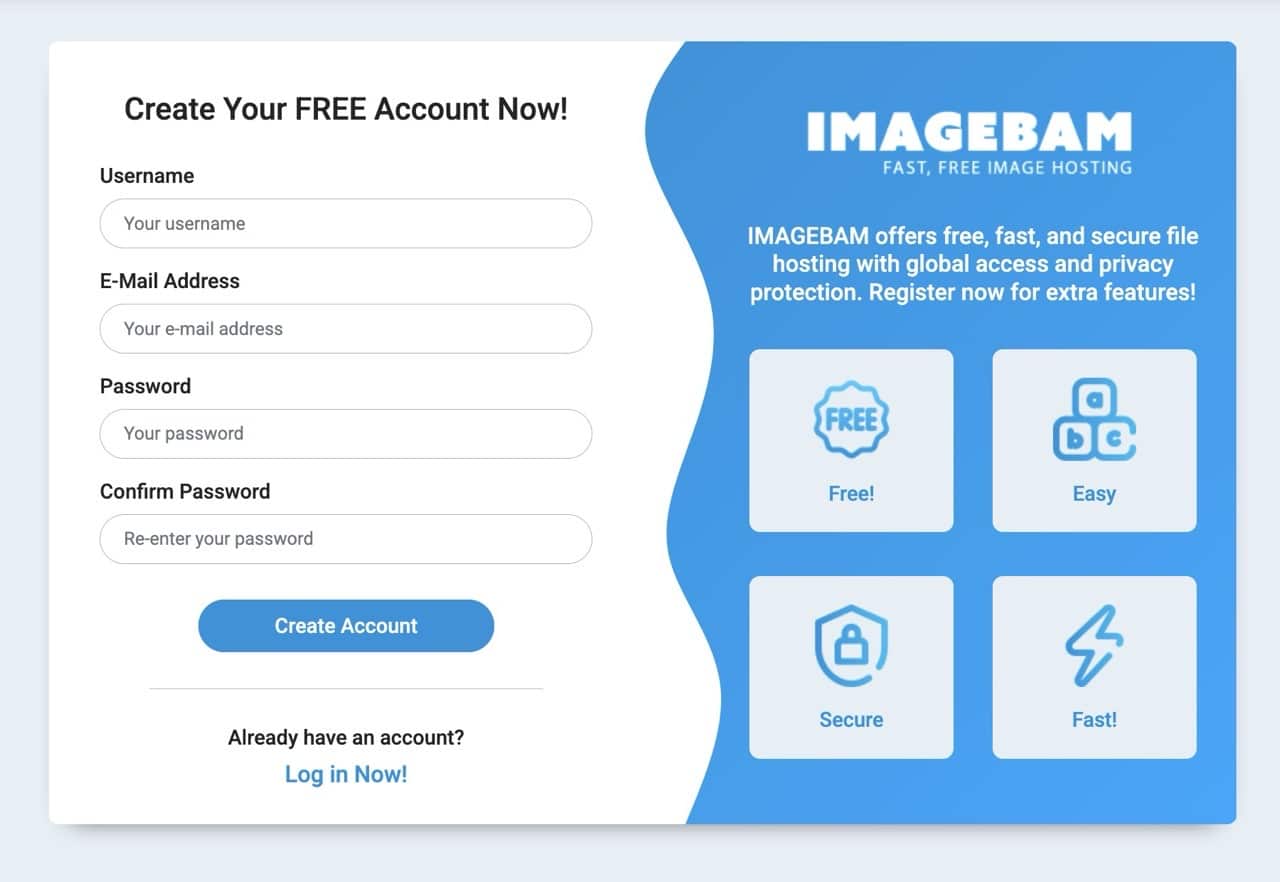 Create Your FREE Account Now!
Username
Your username
E-Mail Address
Your e-mail address
Password
Your password
Confirm Password
Re-enter your password
Create Account
Already have an account?
Log in Now!
IMAGEBAM
FAST, FREE IMAGE HOSTING
IMAGEBAM offers free, fast, and secure file
hosting with global access and privacy
protection. Register now for extra features!
FREE
Free!
a
b c
Easy
Secure
Fast!